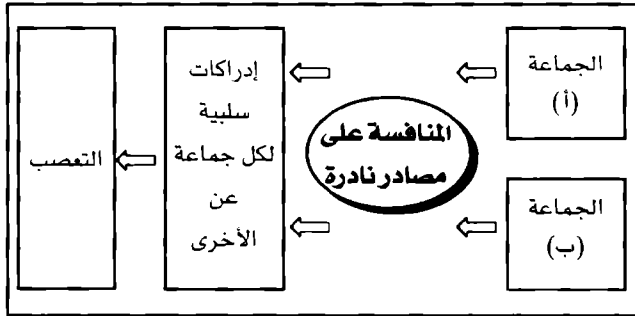 الجماعة
(أ)
الجماعة
(ب)
المنافسة على
مصادر نادرة
إدراكات
سلبية
لكل جماعة
عن
الأخرى
التعصب